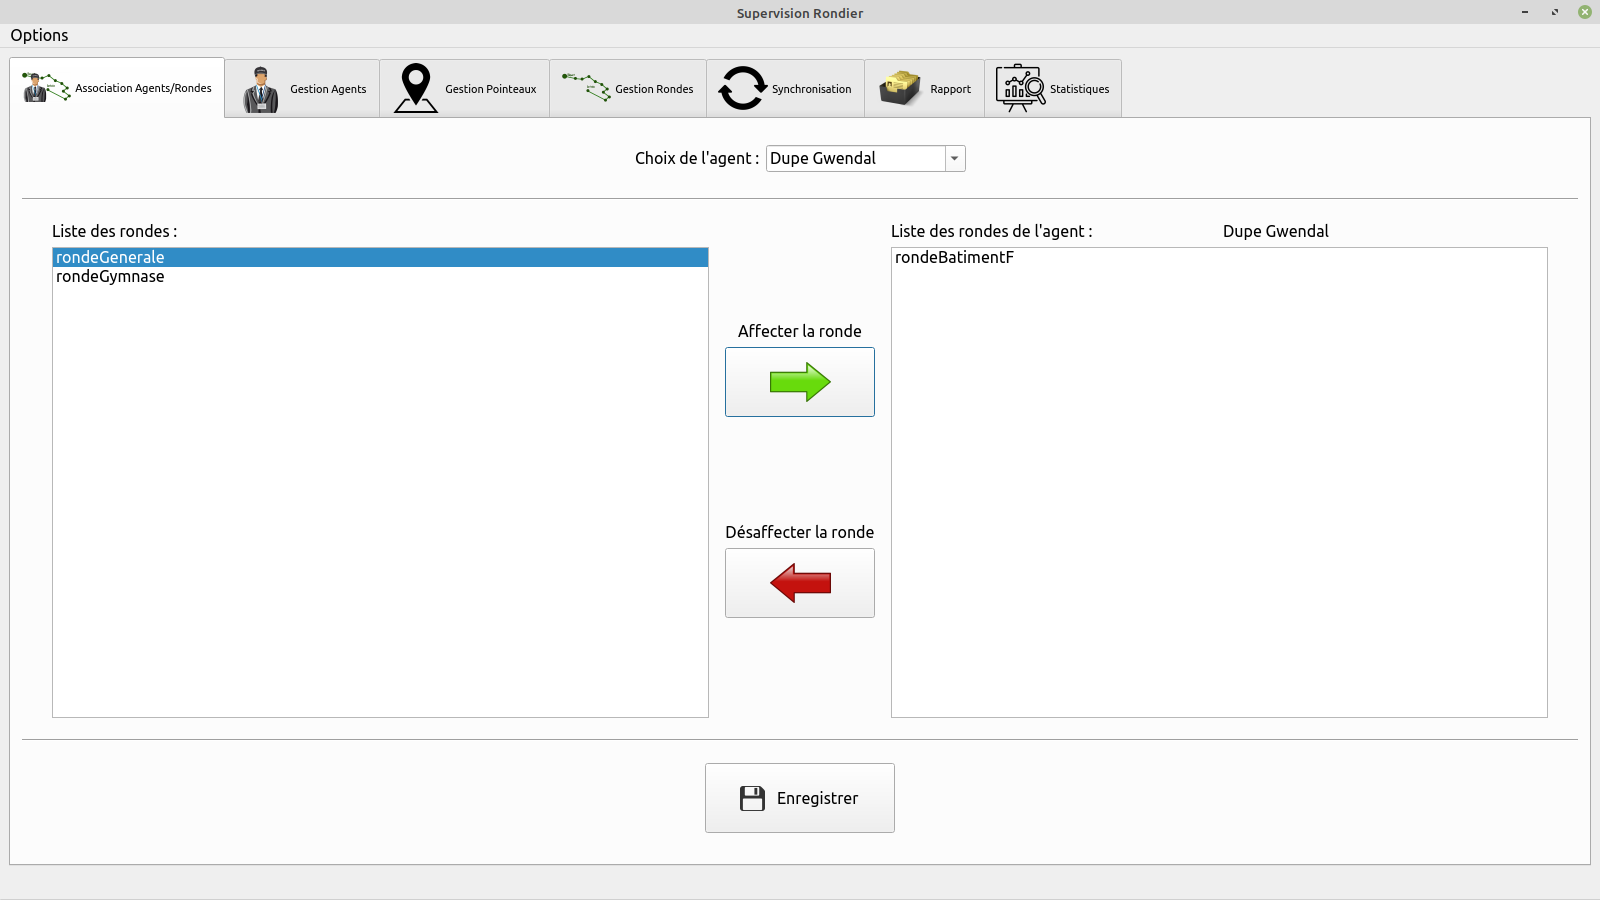 Supervision Rondier
Options
Association Agents/Rondes
Gestion Agents
Gestion Pointeaux
Gestion Rondes
Synchronisation
Rapport
Statistiques
Choix de l'agent : Dupe Gwendal
Liste des rondes :
rondeGenerale
rondeGymnase
Affecter la ronde
Désaffecter la ronde
Liste des rondes de l'agent : Dupe Gwendal
rondeBatimentF
Enregistrer